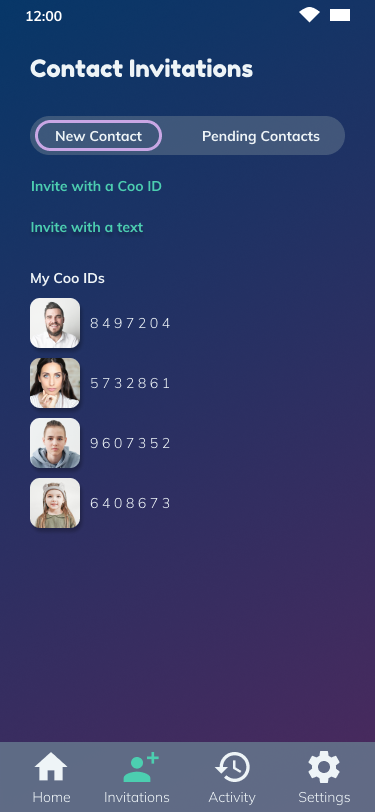 12:00
Contact Invitations
New Contact Pending Contacts
Invite with a Coo ID
Invite with a text
My Coo IDs
8 4 9 7 2 0 4
5 7 3 2 8 6 1
9 6 0 7 3 5 2
6 4 0 8 6 7 3
Home Invitations Activity Settings